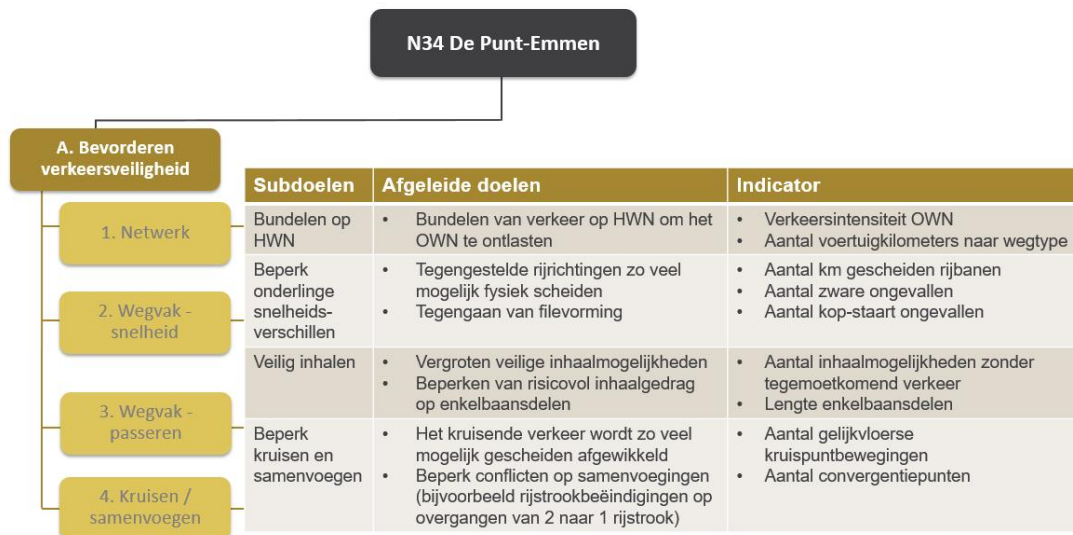 N34 De Punt-Emmen
A. Bevorderen
verkeersveiligheid
1. Netwerk
2. Wegvak -
snelheid
3. Wegvak -
passeren
4. Kruisen /
samenvoegen
Subdoelen
Afgeleide doelen
Indicator
Bundelen op
HWN
• Bundelen van verkeer op HWN om het
OWN te ontlasten
• Verkeersintensiteit OWN
• Aantal voertuigkilometers naar wegtype
Beperk
onderlinge
snelheids-
verschillen
• Tegengestelde rijrichtingen zo veel
mogelijk fysiek scheiden
• Tegengaan van filevorming
• Aantal km gescheiden rijbanen
• Aantal zware ongevallen
• Aantal kop-staart ongevallen
Veilig inhalen
• Vergroten veilige inhaalmogelijkheden
• Beperken van risicovol inhaalgedrag
op enkelbaansdelen
• Aantal inhaalmogelijkheden zonder
tegemoetkomend verkeer
• Lengte enkelbaansdelen
Beperk
kruisen en
samenvoegen
• Het kruisende verkeer wordt zo veel
mogelijk gescheiden afgewikkeld
• Beperk conflicten op samenvoegingen
(bijvoorbeeld rijstrookbeëindigingen op
overgangen van 2 naar 1 rijstrook)
• Aantal gelijkvloerse
kruispuntbewegingen
• Aantal convergentiepunten